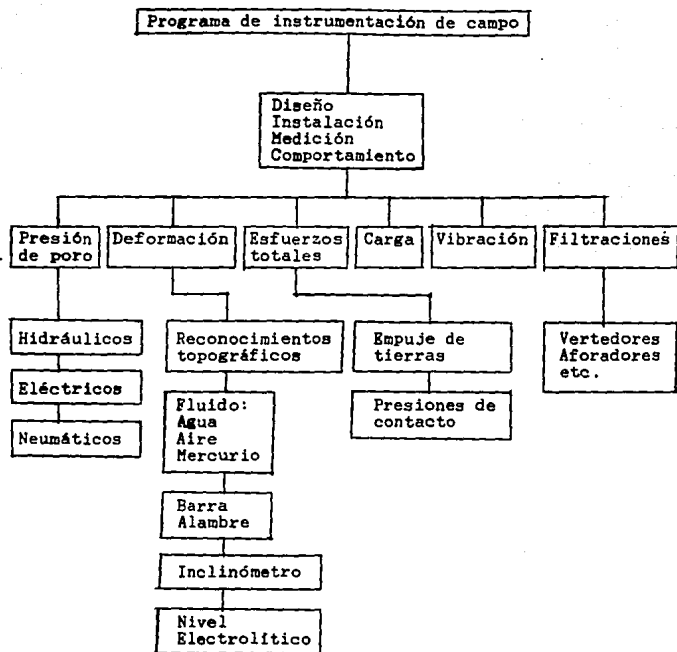 Programa de instrumentación de campo
Diseño
Instalación
Medición
Comportamiento
Presión
de poro
Deformación
Esfuerzos
totales
Carga
Vibración
Filtraciones
Hidráulicos
Eléctricos
Neumáticos
Reconocimientos
topográficos
Fluido:
Agua
Aire
Mercurio
Barra
Alambre
Inclinómetro
Nivel
Electrolítico
Empuje de
tierras
Presiones de
contacto
Vertedores
Aforadores
etc.